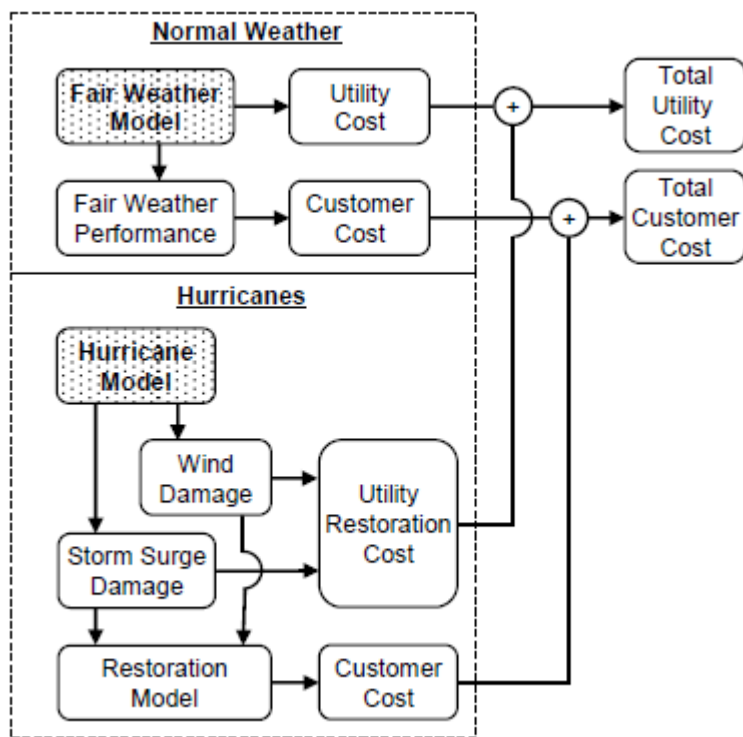 Normal Weather
Fair Weather
Model
Utility
Cost
+
Total
Utility
Cost
Fair Weather
Performance
Customer
Cost
+
Total
Customer
Cost
Hurricanes
Hurricane
Model
Wind
Damage
Utility
Restoration
Cost
Storm Surge
Damage
Restoration
Model
Customer
Cost